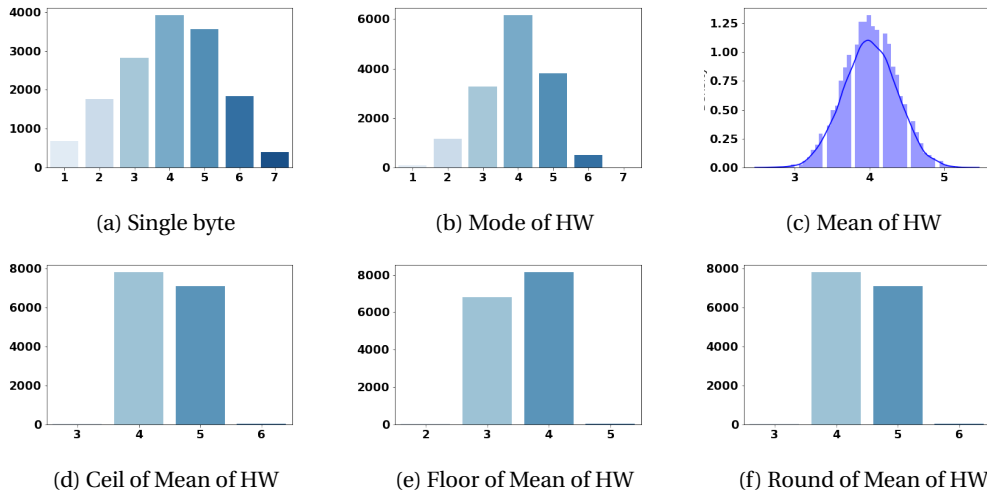 4000
3000
2000
1000
0
1 2 3 4 5 6 7
(a) Single byte
6000
4000
2000
0
1 2 3 4 5 6 7
(b) Mode of HW
1.25
1.00
0.75
0.50
0.25
0.00
3 4 5
(c) Mean of HW
8000
6000
4000
2000
0
3 4 5 6
(d) Ceil of Mean of HW
8000
6000
4000
2000
0
2 3 4 5
(e) Floor of Mean of HW
8000
6000
4000
2000
0
3 4 5 6
(f) Round of Mean of HW